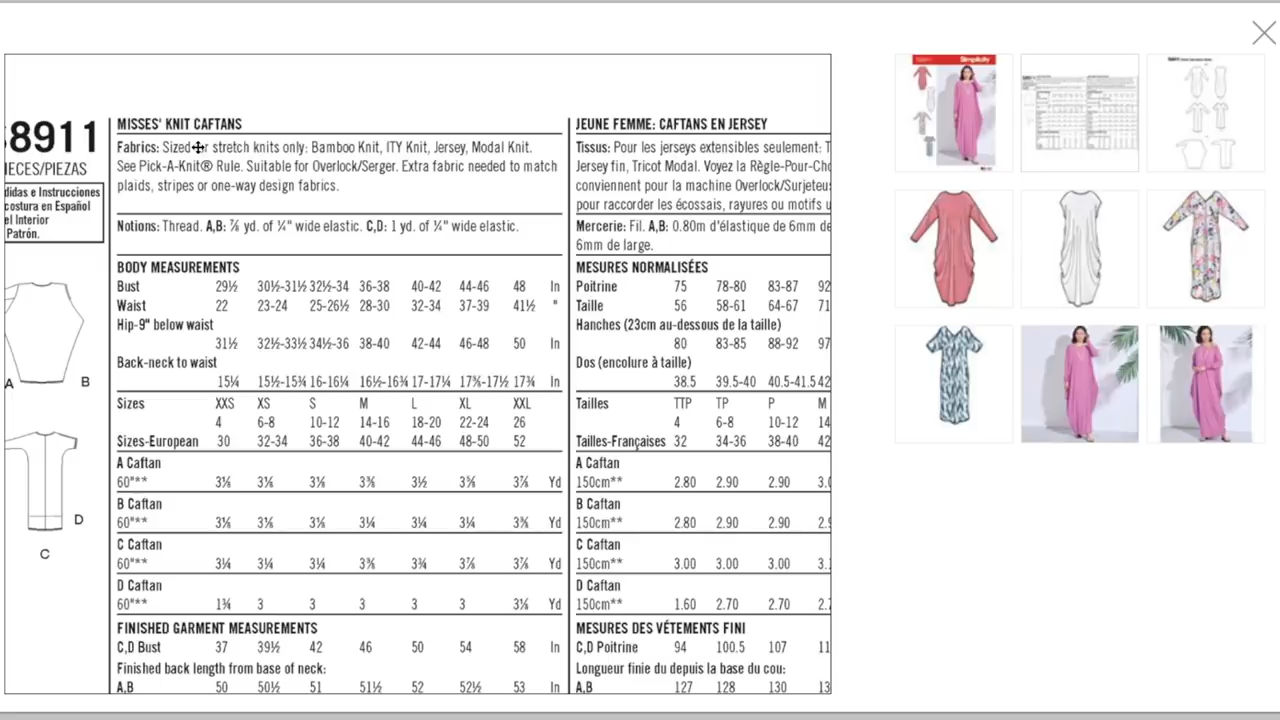 8911
IECES/PIEZAS
didas e Instrucciones
costura en Español
el Interior
Patrón.
A
B
D
C
MISSES' KNIT CAFTANS
Fabrics: Sized r stretch knits only: Bamboo Knit, ITY Knit, Jersey, Modal Knit.
See Pick-A-Knit® Rule. Suitable for Overlock/Serger. Extra fabric needed to match
plaids, stripes or one-way design fabrics.
Notions: Thread. A,B: ⅞ yd. of ¼" wide elastic. C,D: 1 yd. of ¼" wide elastic.
BODY MEASUREMENTS
Bust 29½ 30½-31½ 32½-34 36-38 40-42 44-46 48 In
Waist 22 23-24 25-26½ 28-30 32-34 37-39 41½ "
Hip-9" below waist
31½ 32½-33½ 34½-36 38-40 42-44 46-48 50 In
Back-neck to waist
15¼ 15½-15¾ 16-16¼ 16½-16¾ 17-17¼ 17⅜-17½ 17¾ In
Sizes XXS XS S M L XL XXL
4 6-8 10-12 14-16 18-20 22-24 26
Sizes-European 30 32-34 36-38 40-42 44-46 48-50 52
A Caftan
60"** 3⅛ 3⅛ 3⅛ 3⅜ 3½ 3⅝ 3⅞ Yd
B Caftan
60"** 3⅛ 3⅛ 3⅛ 3¼ 3¼ 3¼ 3⅜ Yd
C Caftan
60"** 3¼ 3¼ 3¼ 3⅜ 3¾ 3⅞ 3⅞ Yd
D Caftan
60"** 1¾ 3 3 3 3 3 3⅛ Yd
FINISHED GARMENT MEASUREMENTS
C,D Bust 37 39½ 42 46 50 54 58 In
Finished back length from base of neck:
A,B 50 50½ 51 51½ 52 52½ 53 In
JEUNE FEMME: CAFTANS EN JERSEY
Tissus: Pour les jerseys extensibles seulement: T
Jersey fin, Tricot Modal. Voyez la Règle-Pour-Cho
conviennent pour la machine Overlock/Surjeteus
pour raccorder les écossais, rayures ou motifs u
Mercerie: Fil. A,B: 0.80m d'élastique de 6mm de
6mm de large.
MESURES NORMALISÉES
Poitrine 75 78-80 83-87 92
Taille 56 58-61 64-67 71
Hanches (23cm au-dessous de la taille)
80 83-85 88-92 97
Dos (encolure à taille)
38.5 39.5-40 40.5-41.5 42
Tailles TTP TP P M
4 6-8 10-12 14
Tailles-Françaises 32 34-36 38-40 42
A Caftan
150cm** 2.80 2.90 2.90 3.0
B Caftan
150cm** 2.80 2.90 2.90 2.9
C Caftan
150cm** 3.00 3.00 3.00 3.
D Caftan
150cm** 1.60 2.70 2.70 2.
MESURES DES VÊTEMENTS FINI
C,D Poitrine 94 100.5 107 11
Longueur finie du depuis la base du cou:
A,B 127 128 130 13
Simplicity